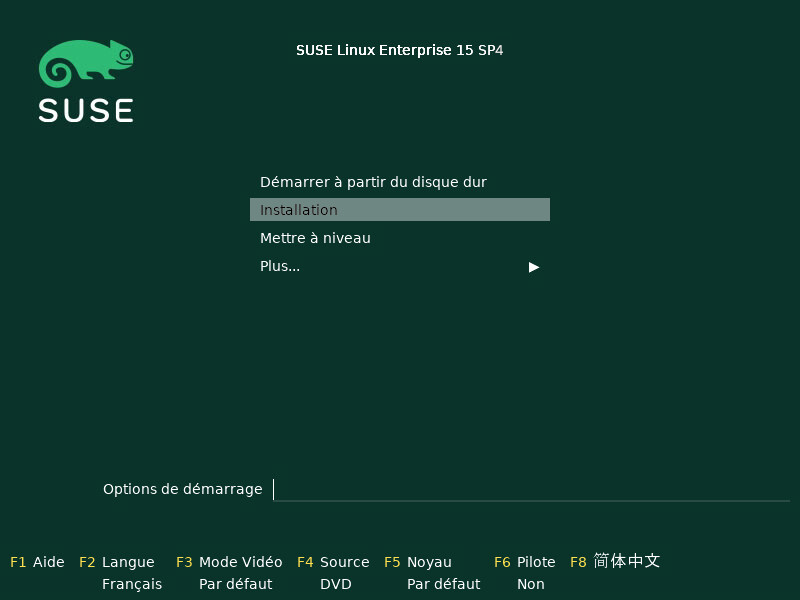 SUSE Linux Enterprise 15 SP4
SUSE
Démarrer à partir du disque dur
Installation
Mettre à niveau
Plus... ▶
Options de démarrage
F1 Aide F2 Langue F3 Mode Vidéo F4 Source F5 Noyau F6 Pilote F8 简体中文
Français Par défaut DVD Par défaut Non